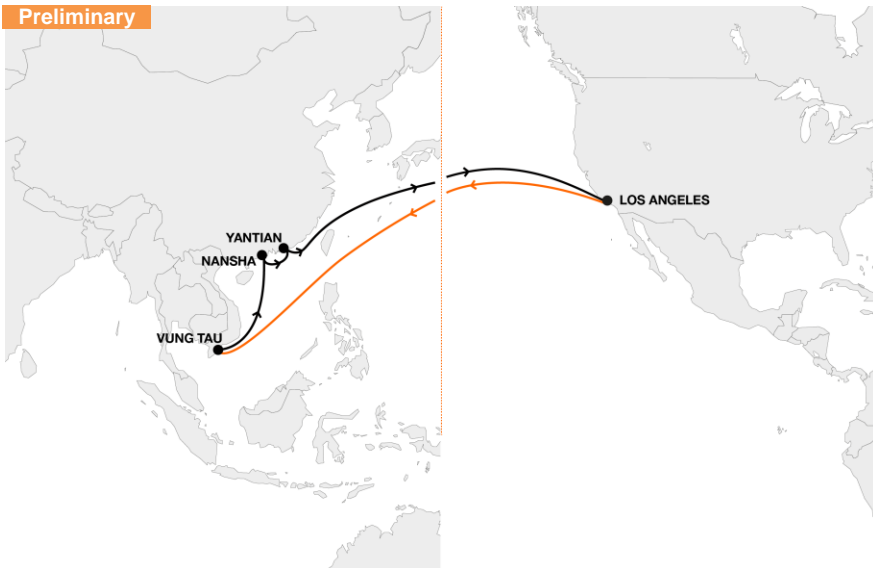 Preliminary
YANTIAN
NANSHA
VUNG TAU
LOS ANGELES